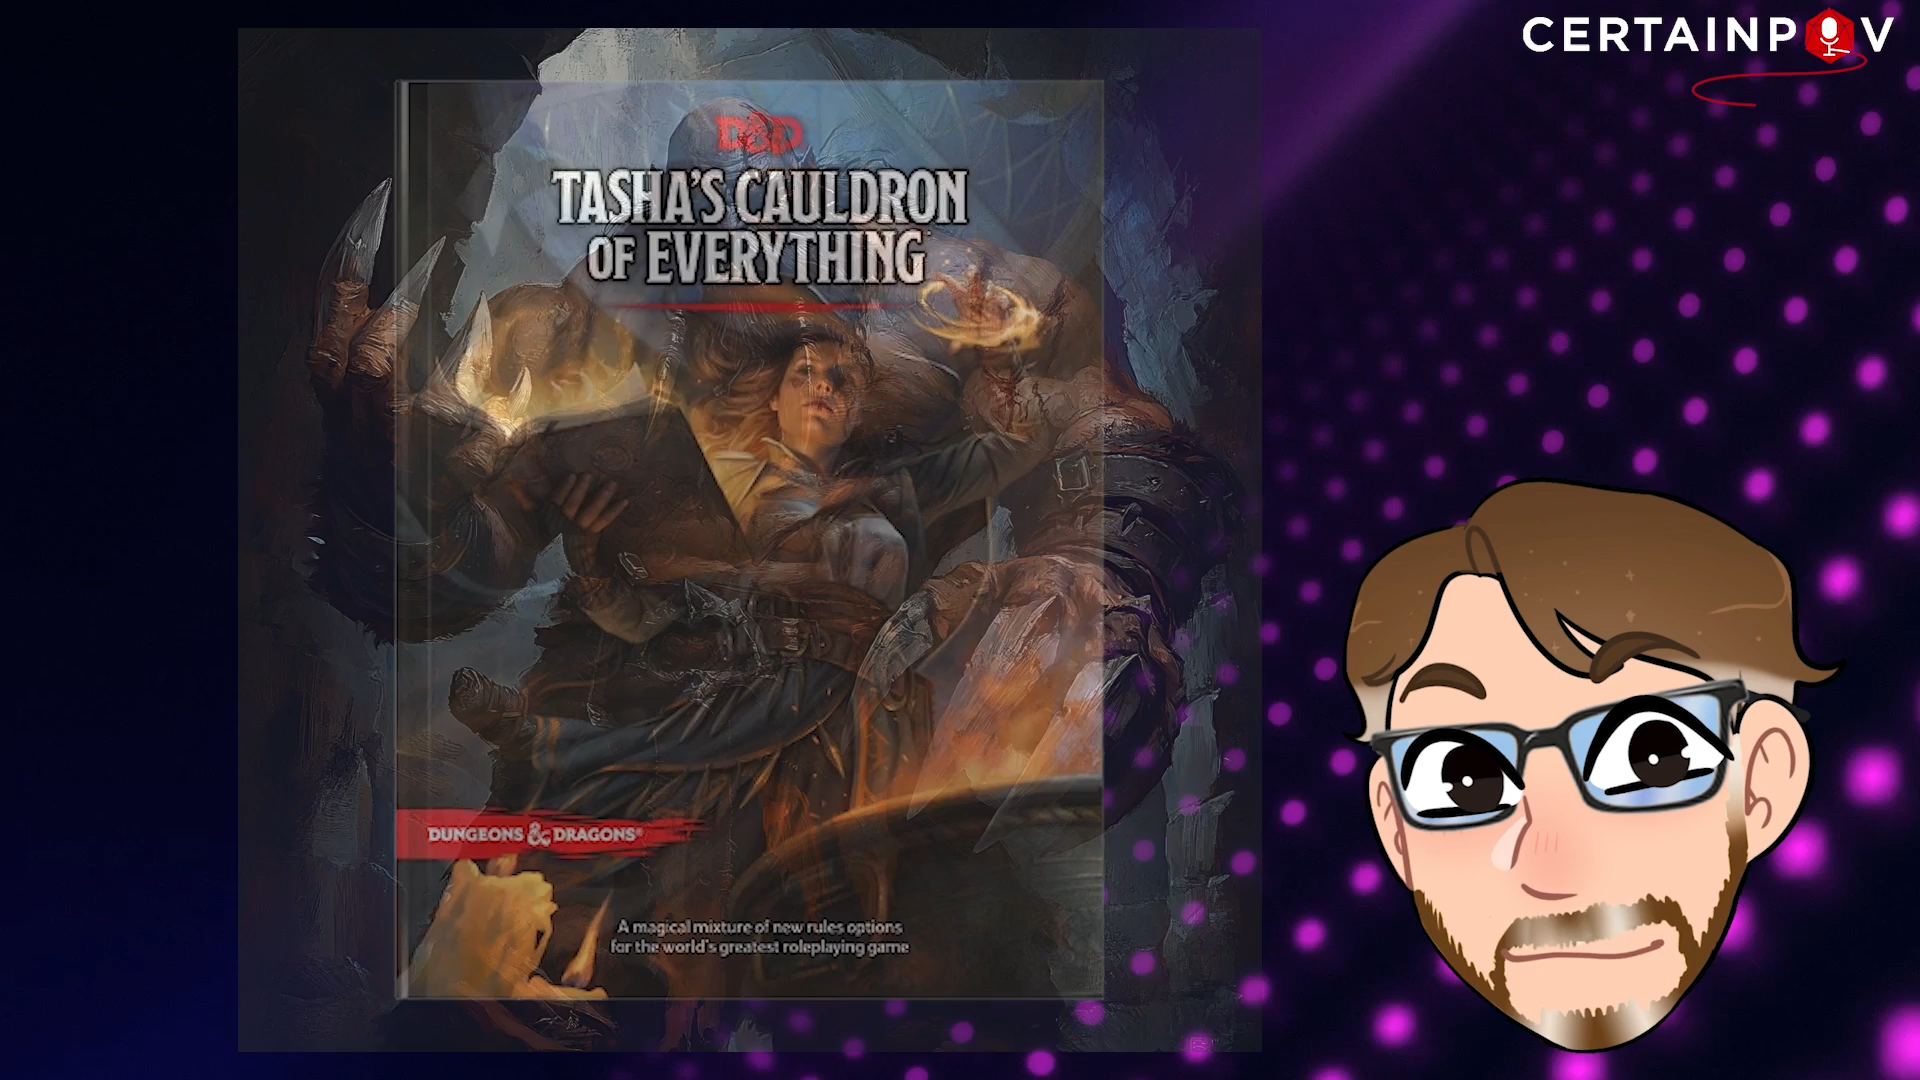 CERTAINPOV
D&D
TASHA'S CAULDRON
OF EVERYTHING
DUNGEONS & DRAGONS®
A magical mixture of new rules options
for the world's greatest roleplaying game